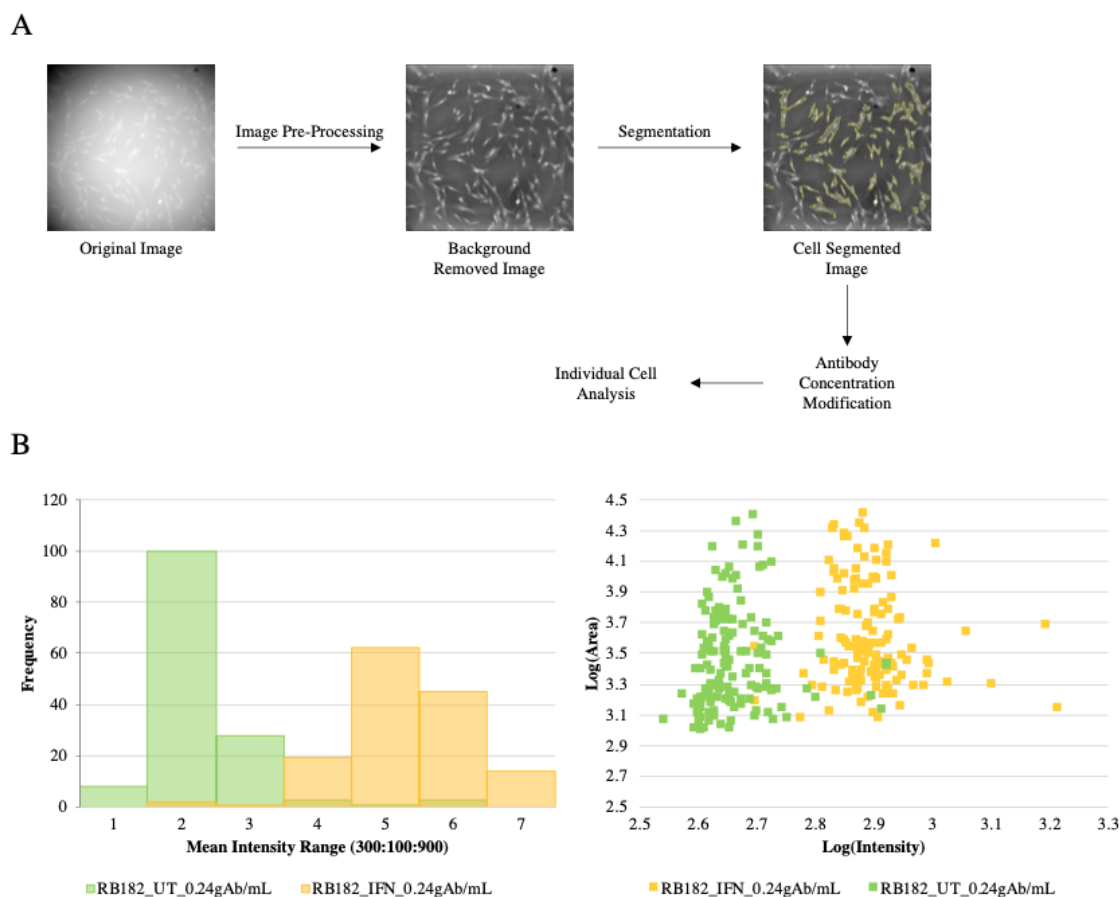 A
Image Pre-Processing
Segmentation
Original Image
Background
Removed Image
Cell Segmented
Image
Individual Cell
Analysis
Antibody
Concentration
Modification
B
120
100
80
60
40
20
0
Frequency
1 2 3 4 5 6 7
Mean Intensity Range (300:100:900)
RB182_UT_0.24gAb/mL RB182_IFN_0.24gAb/mL
4.5
4.3
4.1
3.9
3.7
3.5
3.3
3.1
2.9
2.7
2.5
Log(Area)
2.5 2.6 2.7 2.8 2.9 3 3.1 3.2 3.3
Log(Intensity)
RB182_IFN_0.24gAb/mL RB182_UT_0.24gAb/mL